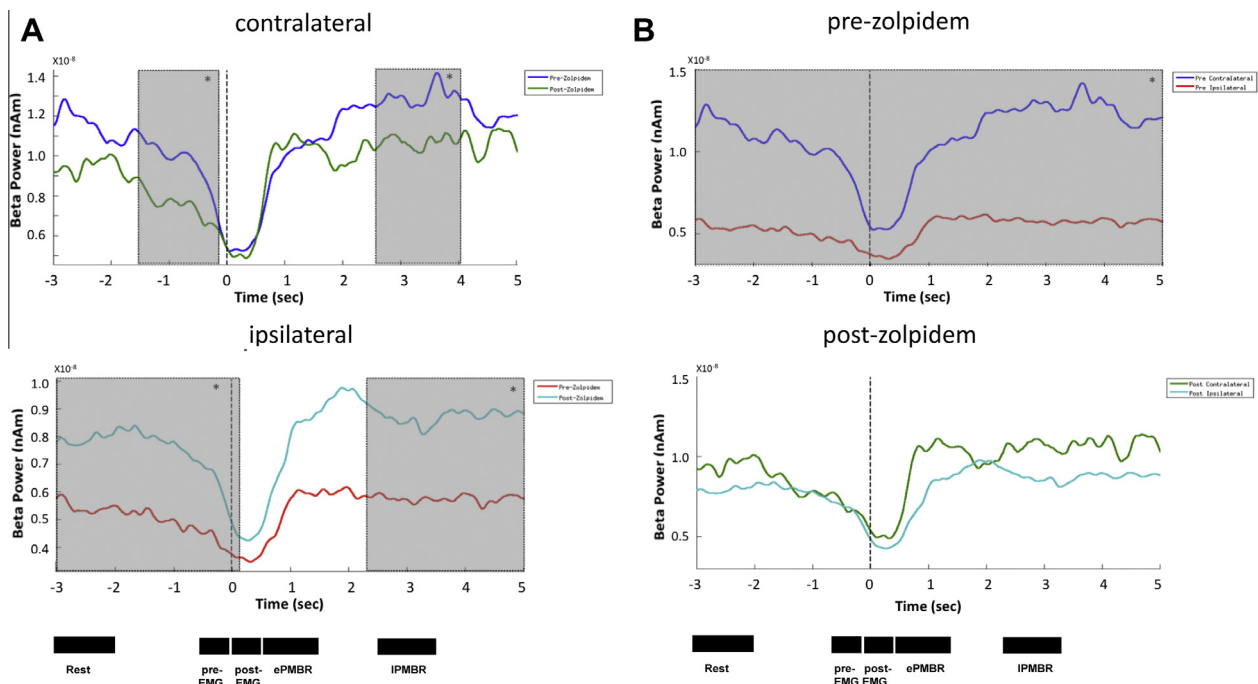 A
contralateral
X10-8
Beta Power (nAm)
1.4
1.2
1.0
0.8
0.6
*
*
Pre-Zolpidem
Post-Zolpidem
-3 -2 -1 0 1 2 3 4 5
Time (sec)
ipsilateral
X10-8
Beta Power (nAm)
1.0
0.9
0.8
0.7
0.6
0.5
0.4
*
*
Pre-Zolpidem
Post-Zolpidem
-3 -2 -1 0 1 2 3 4 5
Time (sec)
Rest pre-EMG post-EMG ePMBR lPMBR
B
pre-zolpidem
X10-8
Beta Power (nAm)
1.5
1.0
0.5
*
Pre Contralateral
Pre Ipsilateral
-3 -2 -1 0 1 2 3 4 5
Time (sec)
post-zolpidem
X10-8
Beta Power (nAm)
1.5
1.0
0.5
Post Contralateral
Post Ipsilateral
-3 -2 -1 0 1 2 3 4 5
Time (sec)
Rest pre-EMG post-EMG ePMBR lPMBR